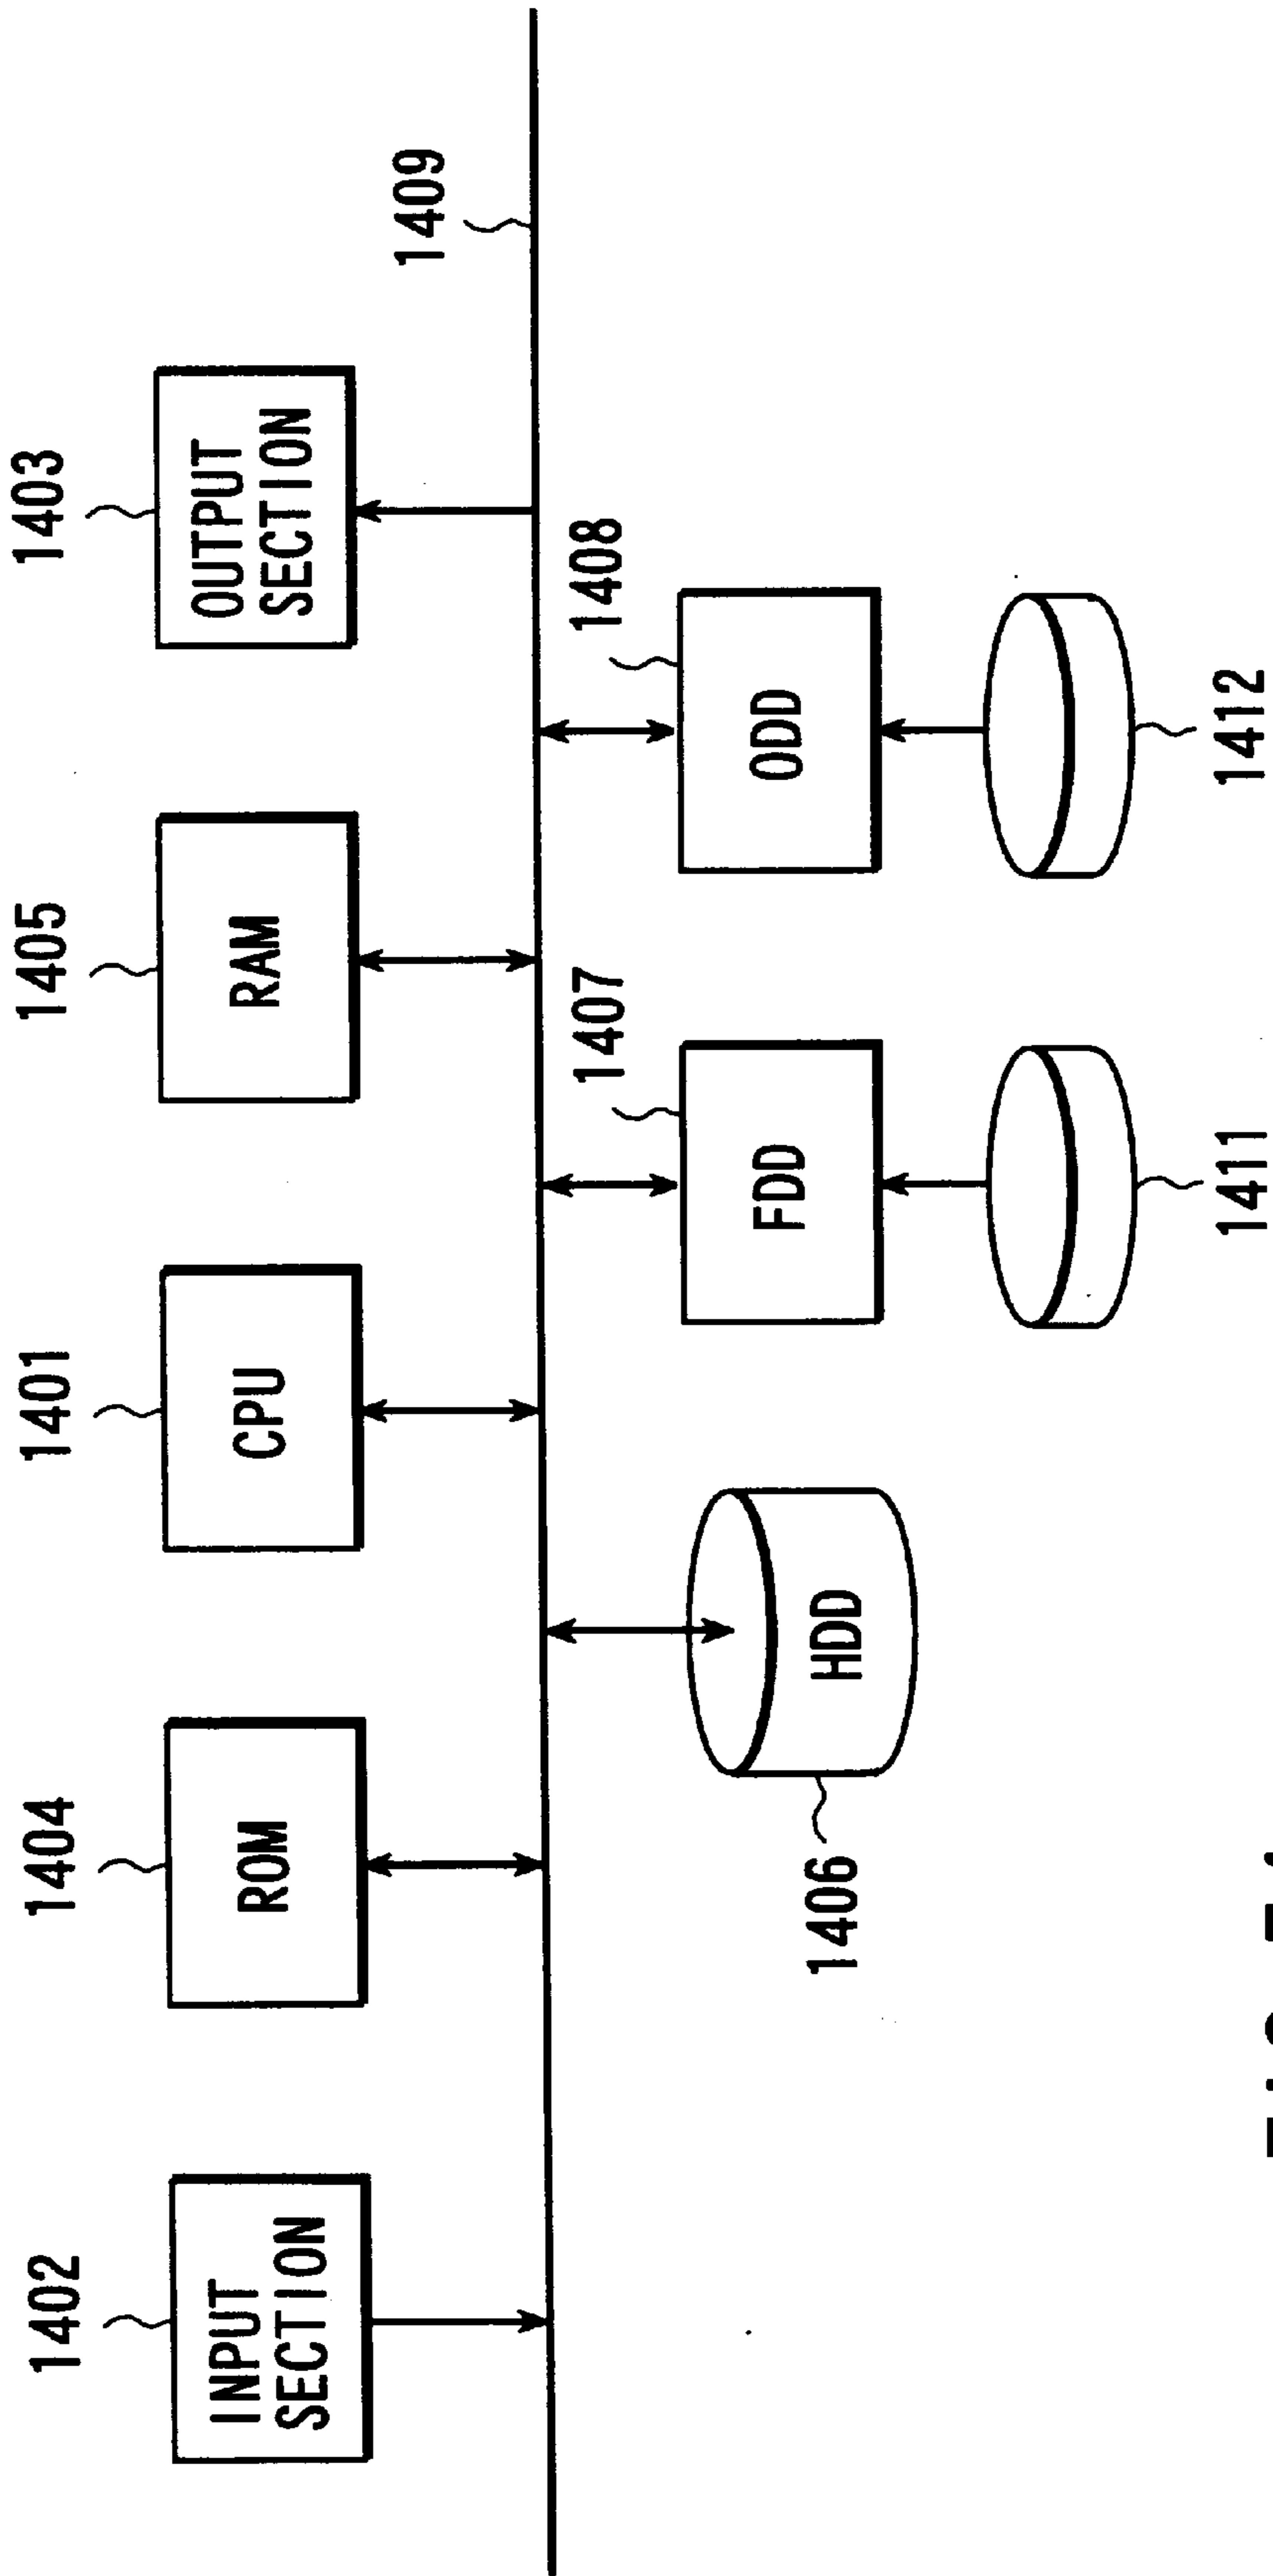 1402
1404
1401
1405
1403
INPUT
SECTION
ROM
CPU
RAM
OUTPUT
SECTION
1409
1407
1408
HDD
FDD
ODD
1406
1411
1412